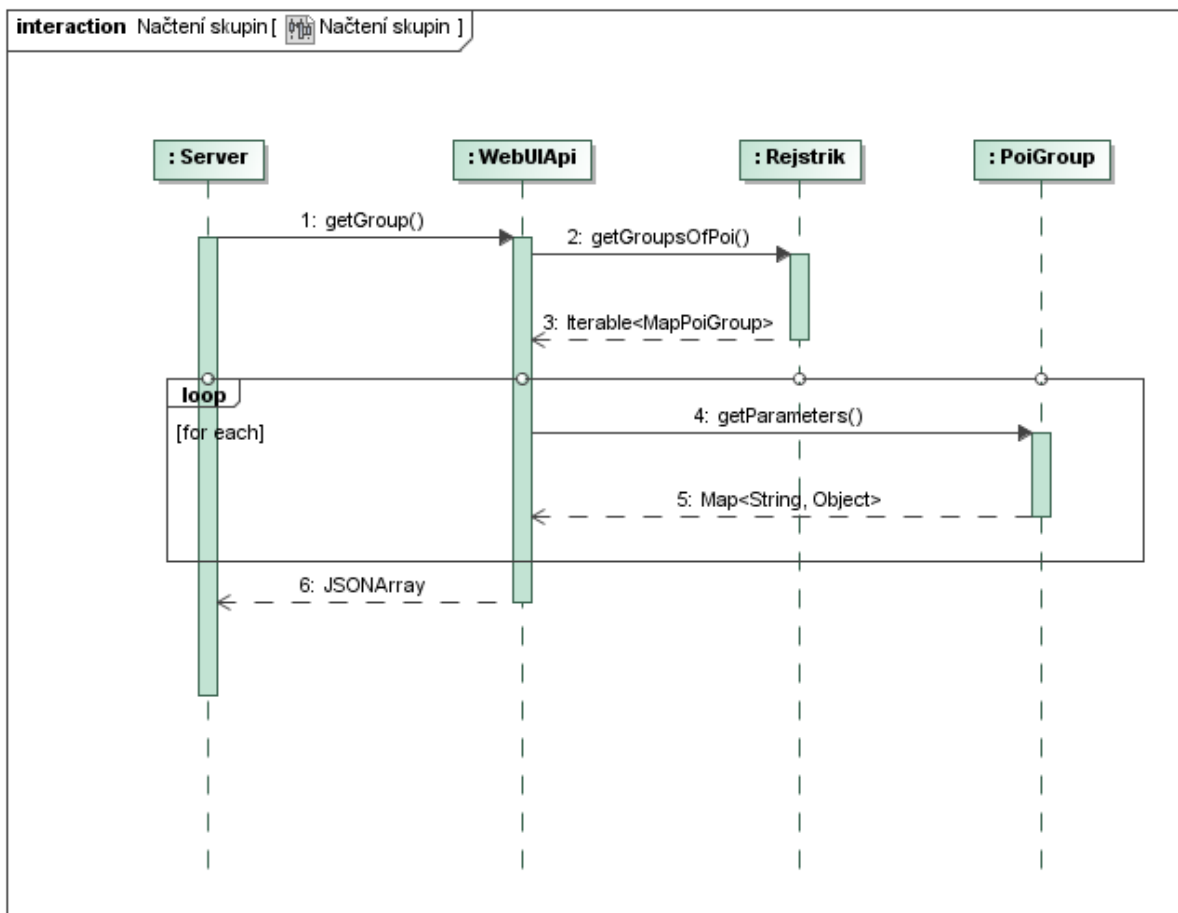 interaction Načtení skupin [ Načtení skupin ]
: Server
: WebUIApi
: Rejstrik
: PoiGroup
1: getGroup()
2: getGroupsOfPoi()
3: Iterable<MapPoiGroup>
loop
[for each]
4: getParameters()
5: Map<String, Object>
6: JSONArray